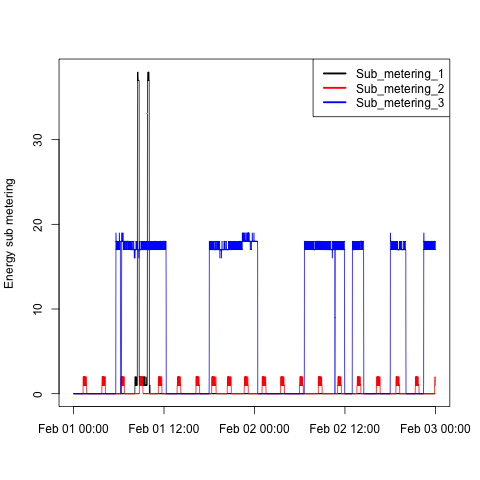 Sub_metering_1
Sub_metering_2
Sub_metering_3
Energy sub metering
30
20
10
0
Feb 01 00:00 Feb 01 12:00 Feb 02 00:00 Feb 02 12:00 Feb 03 00:00